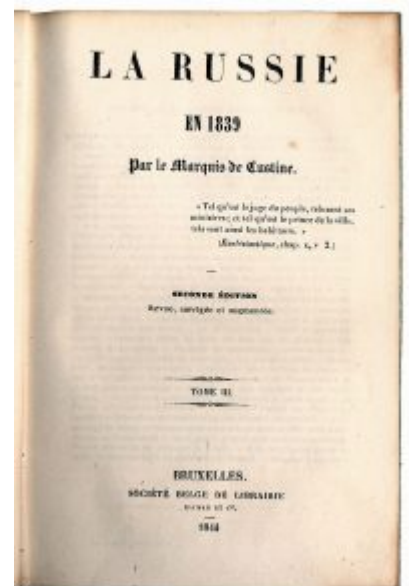 LA RUSSIE
EN 1839
Par le Marquis de Custine.
« Tel qu'est le juge du peuple, tels sont ses
ministres; et tel qu'est le prince de la ville,
tels sont aussi les habitants. »
(Ecclésiastique, chap. x, v 2.)
SECONDE ÉDITION
Revue, corrigée et augmentée.
TOME III
BRUXELLES.
SOCIÉTÉ BELGE DE LIBRAIRIE
ET Cᵉ.
1844